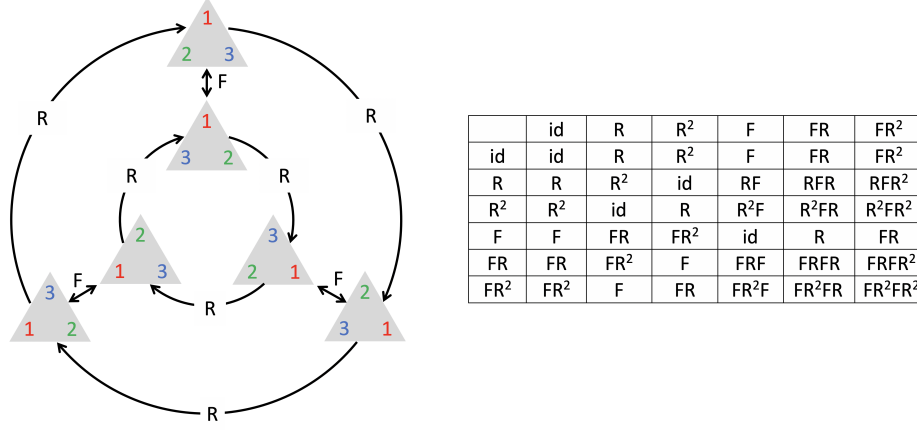 1
2 3
F
R R
1
3 2
R R
2
1 3
3
2 1
F F
3
1 2
2
3 1
R
R
id R R² F FR FR²
id id R R² F FR FR²
R R R² id RF RFR RFR²
R² R² id R R²F R²FR R²FR²
F F FR FR² id R FR
FR FR FR² F FRF FRFR FRFR²
FR² FR² F FR FR²F FR²FR FR²FR²